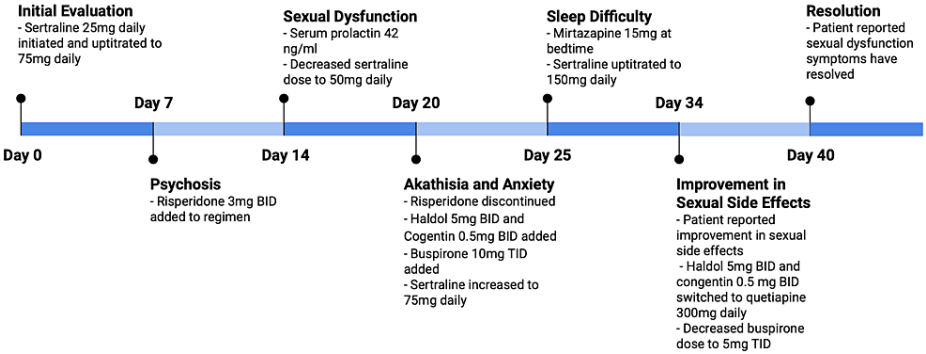 Initial Evaluation
- Sertraline 25mg daily
initiated and uptitrated to
75mg daily
Sexual Dysfunction
- Serum prolactin 42
ng/ml
- Decreased sertraline
dose to 50mg daily
Sleep Difficulty
- Mirtazapine 15mg at
bedtime
- Sertraline uptitrated to
150mg daily
Resolution
- Patient reported
sexual dysfunction
symptoms have
resolved
Day 7
Day 20
Day 34
Day 0
Day 14
Day 25
Day 40
Psychosis
- Risperidone 3mg BID
added to regimen
Akathisia and Anxiety
- Risperidone discontinued
- Haldol 5mg BID and
Cogentin 0.5mg BID added
- Buspirone 10mg TID
added
- Sertraline increased to
75mg daily
Improvement in
Sexual Side Effects
- Patient reported
improvement in sexual
side effects
- Haldol 5mg BID and
congentin 0.5 mg BID
switched to quetiapine
300mg daily
- Decreased buspirone
dose to 5mg TID